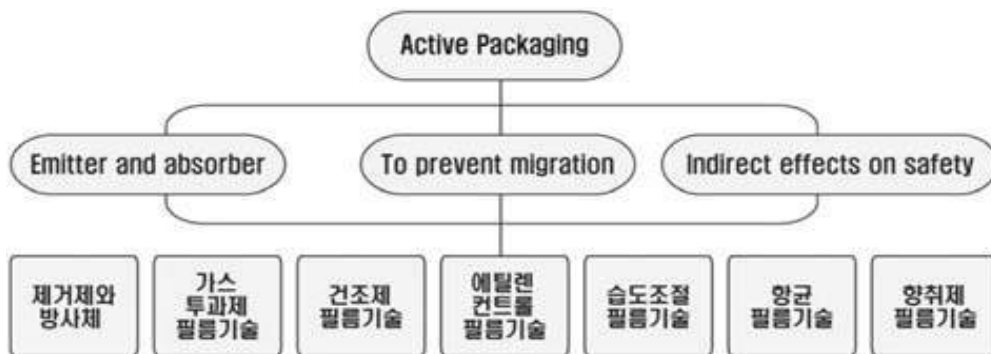 Active Packaging
Emitter and absorber
To prevent migration
Indirect effects on safety
제거제와
방사체
가스
투과제
필름기술
건조제
필름기술
에틸렌
컨트롤
필름기술
습도조절
필름기술
항균
필름기술
향취제
필름기술